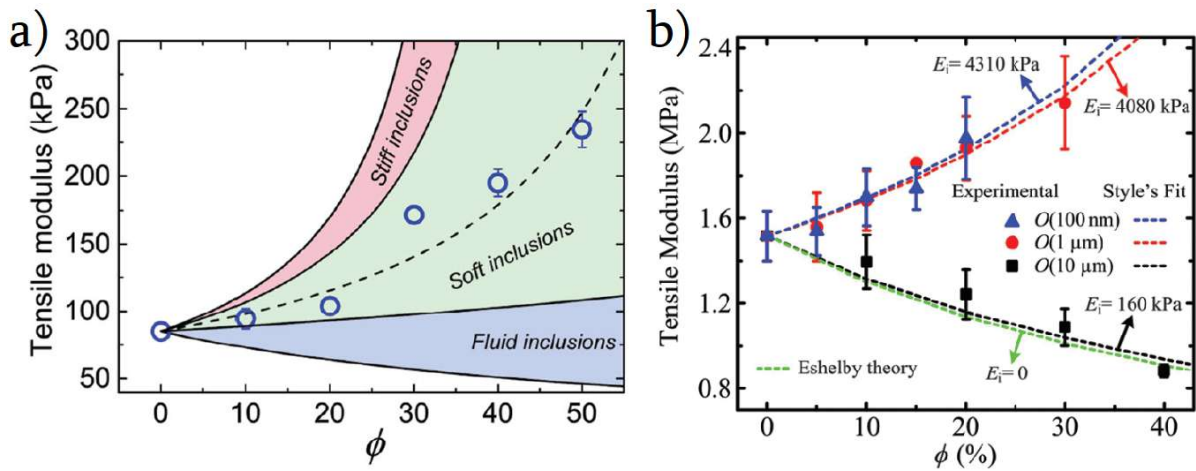 a)
300
250
200
150
100
50
Tensile modulus (kPa)
Stiff inclusions
Soft inclusions
Fluid inclusions
0 10 20 30 40 50
ϕ
b)
2.4
2.0
1.6
1.2
0.8
Tensile Modulus (MPa)
Eᵢ= 4310 kPa
Eᵢ= 4080 kPa
Experimental Style's Fit
O(100 nm)
O(1 μm)
O(10 μm)
Eᵢ= 160 kPa
Eshelby theory
Eᵢ= 0
0 10 20 30 40
ϕ (%)